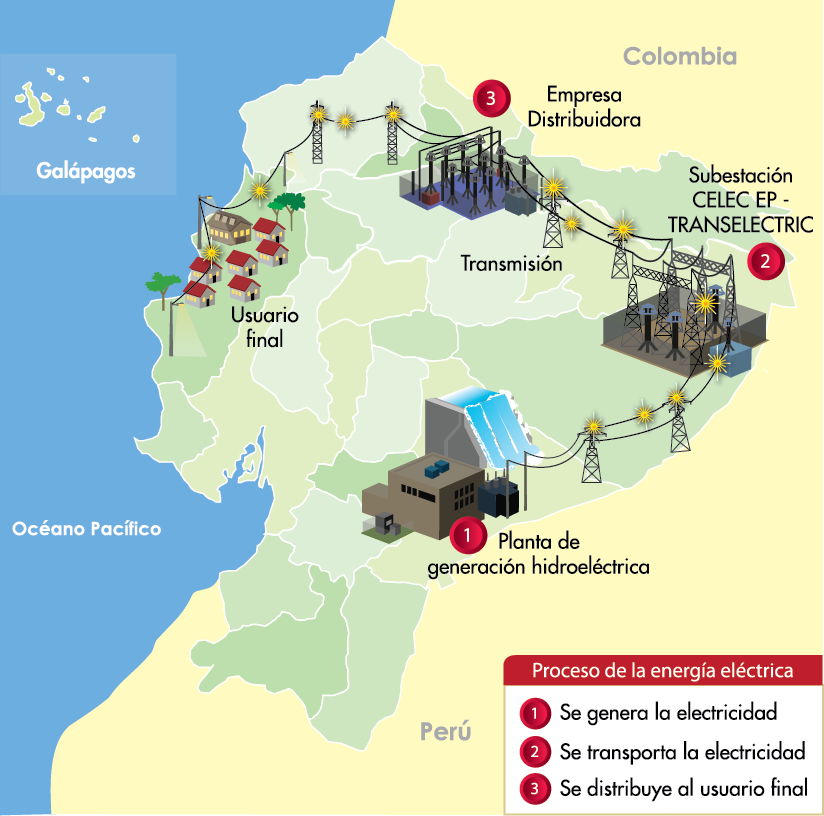 Colombia
3
Empresa
Distribuidora
Galápagos
Subestación
CELEC EP -
TRANSELECTRIC
2
Transmisión
Usuario
final
Océano Pacífico
1
Planta de
generación hidroeléctrica
Perú
Proceso de la energía eléctrica
1 Se genera la electricidad
2 Se transporta la electricidad
3 Se distribuye al usuario final